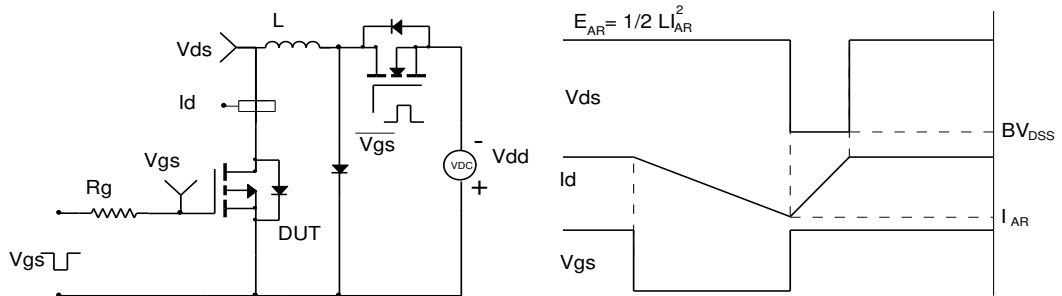 L
Vds
Id
Vgs
Rg
DUT
Vgs
Vgs
VDC
-
+
Vdd
E_AR= 1/2 LI_AR^2
Vds
BV_DSS
Id
I_AR
Vgs